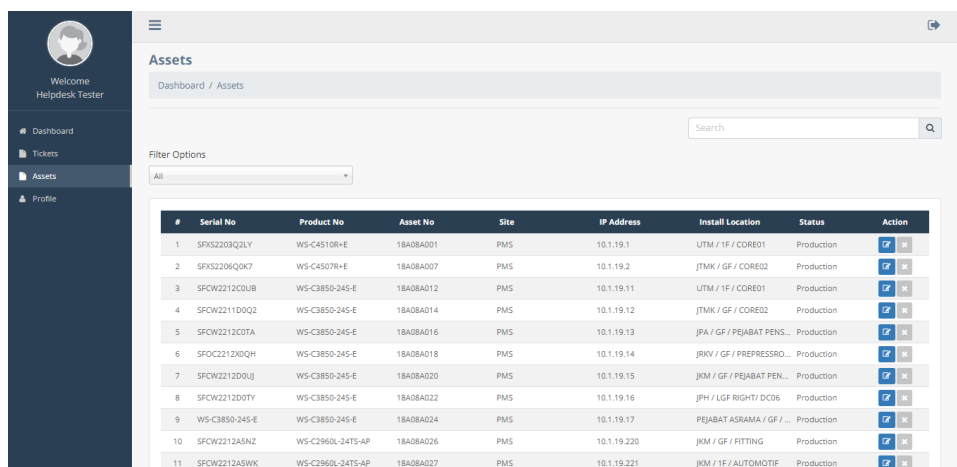 Welcome
Helpdesk Tester
Dashboard
Tickets
Assets
Profile
Assets
Dashboard / Assets
Search
Filter Options
All
# Serial No Product No Asset No Site IP Address Install Location Status Action
1 SFXS2203Q2LY WS-C4510R+E 18A08A001 PMS 10.1.19.1 UTM / 1F / CORE01 Production
2 SFXS2206Q0K7 WS-C4507R+E 18A08A007 PMS 10.1.19.2 JTMK / GF / CORE02 Production
3 SFCW2212C0UB WS-C3850-24S-E 18A08A012 PMS 10.1.19.11 UTM / 1F / CORE01 Production
4 SFCW2211D0Q2 WS-C3850-24S-E 18A08A014 PMS 10.1.19.12 JTMK / GF / CORE02 Production
5 SFCW2212C0TA WS-C3850-24S-E 18A08A016 PMS 10.1.19.13 JPA / GF / PEJABAT PENS... Production
6 SFOC2212X0QH WS-C3850-24S-E 18A08A018 PMS 10.1.19.14 JRKV / GF / PREPRESSRO... Production
7 SFCW2212D0UJ WS-C3850-24S-E 18A08A020 PMS 10.1.19.15 JKM / GF / PEJABAT PEN... Production
8 SFCW2212D0TY WS-C3850-24S-E 18A08A022 PMS 10.1.19.16 JPH / LGF RIGHT/ DC06 Production
9 WS-C3850-24S-E WS-C3850-24S-E 18A08A024 PMS 10.1.19.17 PEJABAT ASRAMA / GF / ... Production
10 SFCW2212A5NZ WS-C2960L-24TS-AP 18A08A026 PMS 10.1.19.220 JKM / GF / FITTING Production
11 SFCW2212A5WK WS-C2960L-24TS-AP 18A08A027 PMS 10.1.19.221 JKM / 1F / AUTOMOTIF Production